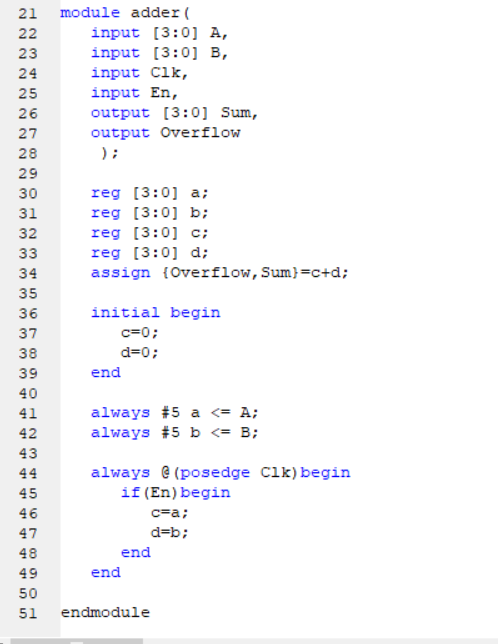 21 module adder(
22 input [3:0] A,
23 input [3:0] B,
24 input Clk,
25 input En,
26 output [3:0] Sum,
27 output Overflow
28 );
29
30 reg [3:0] a;
31 reg [3:0] b;
32 reg [3:0] c;
33 reg [3:0] d;
34 assign {Overflow,Sum}=c+d;
35
36 initial begin
37 c=0;
38 d=0;
39 end
40
41 always #5 a <= A;
42 always #5 b <= B;
43
44 always @(posedge Clk)begin
45 if(En)begin
46 c=a;
47 d=b;
48 end
49 end
50
51 endmodule